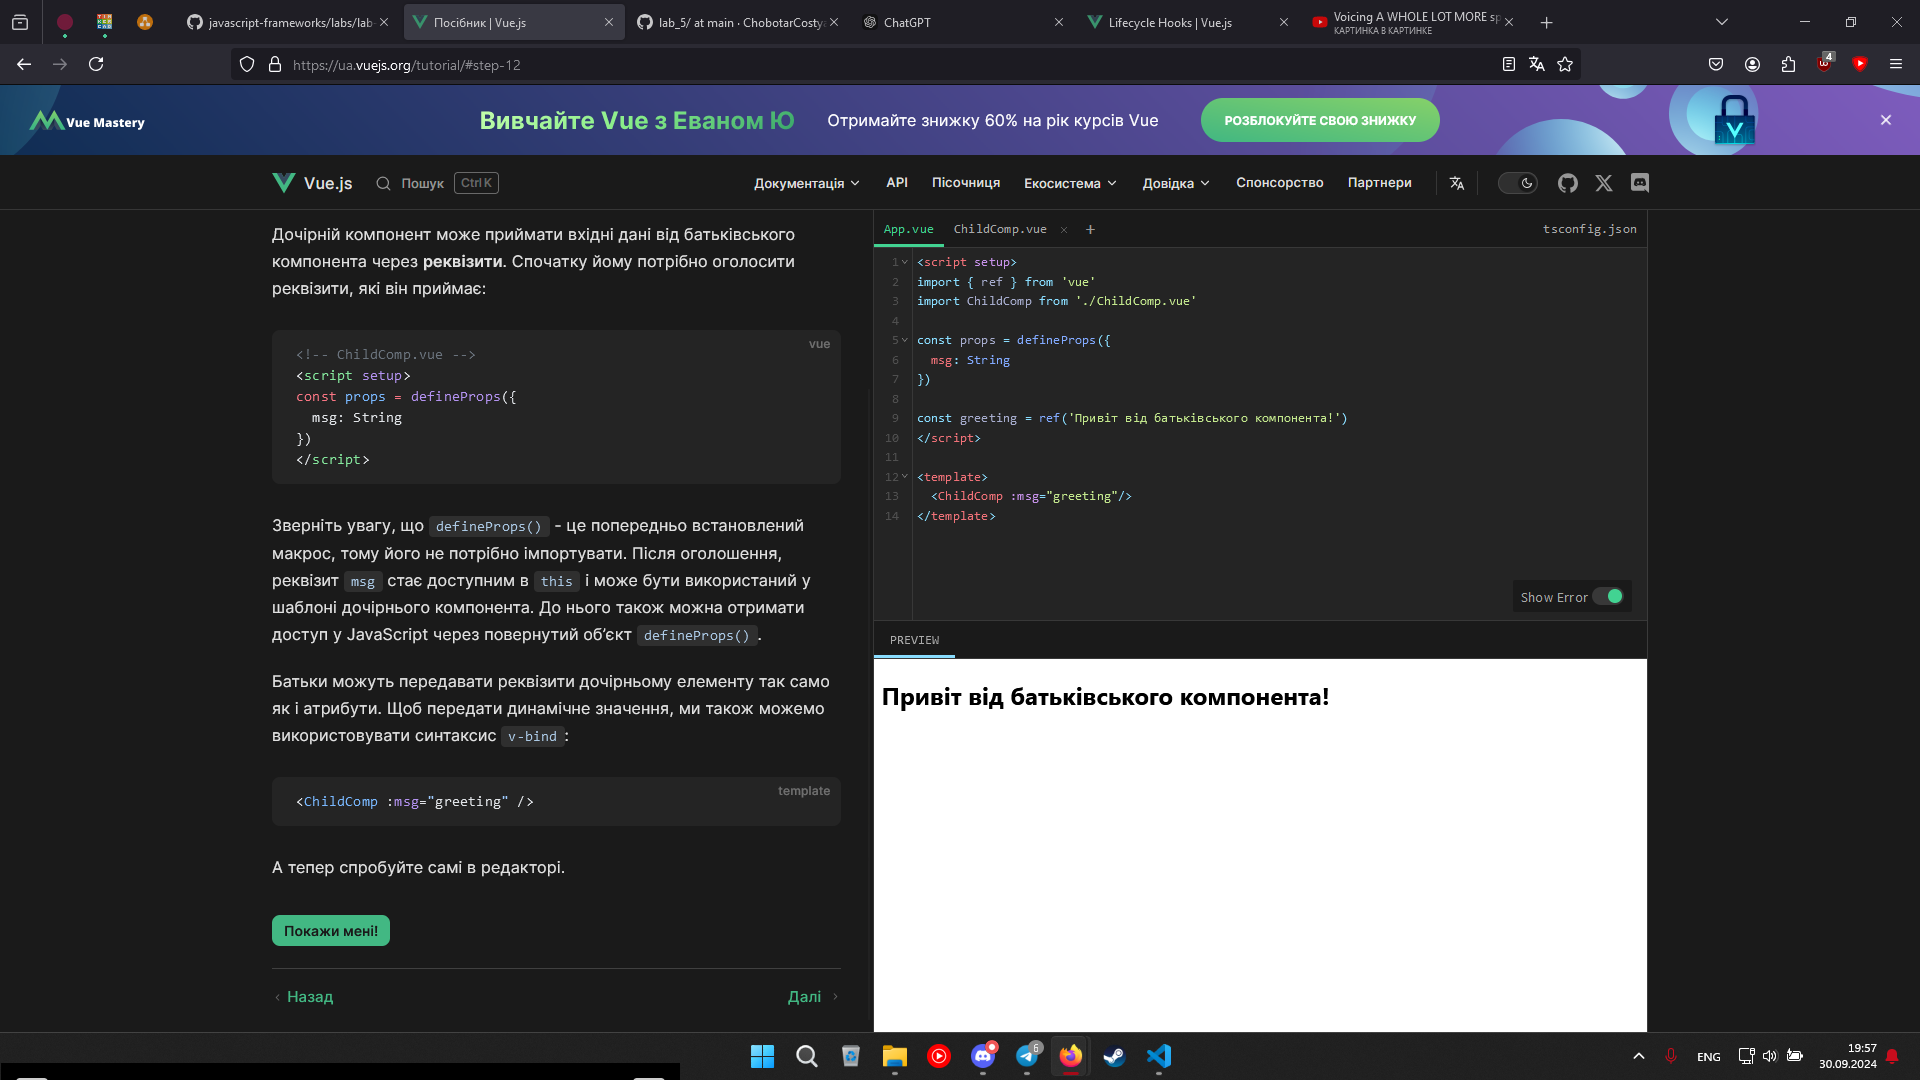 javascript-frameworks/labs/lab-
Посібник | Vue.js
lab_5/ at main · ChobotarCostya
ChatGPT
Lifecycle Hooks | Vue.js
Voicing A WHOLE LOT MORE sp
КАРТИНКА В КАРТИНКЕ
https://ua.vuejs.org/tutorial/#step-12
4
Vue Mastery
Вивчайте Vue з Еваном Ю
Отримайте знижку 60% на рік курсів Vue
РОЗБЛОКУЙТЕ СВОЮ ЗНИЖКУ
Vue.js
Пошук
Ctrl K
Документація
API
Пісочниця
Екосистема
Довідка
Спонсорство
Партнери
Дочірній компонент може приймати вхідні дані від батьківського
компонента через реквізити. Спочатку йому потрібно оголосити
реквізити, які він приймає:
vue
<!-- ChildComp.vue -->
<script setup>
const props = defineProps({
msg: String
})
</script>
Зверніть увагу, що defineProps() - це попередньо встановлений
макрос, тому його не потрібно імпортувати. Після оголошення,
реквізит msg стає доступним в this і може бути використаний у
шаблоні дочірнього компонента. До нього також можна отримати
доступ у JavaScript через повернутий об’єкт defineProps().
Батьки можуть передавати реквізити дочірньому елементу так само
як і атрибути. Щоб передати динамічне значення, ми також можемо
використовувати синтаксис v-bind:
template
<ChildComp :msg="greeting" />
А тепер спробуйте самі в редакторі.
Покажи мені!
Назад
Далі
App.vue
ChildComp.vue
+
tsconfig.json
1 <script setup>
2 import { ref } from 'vue'
3 import ChildComp from './ChildComp.vue'
4
5 const props = defineProps({
6 msg: String
7 })
8
9 const greeting = ref('Привіт від батьківського компонента!')
10 </script>
11
12 <template>
13 <ChildComp :msg="greeting"/>
14 </template>
Show Error
PREVIEW
Привіт від батьківського компонента!
6
ENG
19:57
30.09.2024